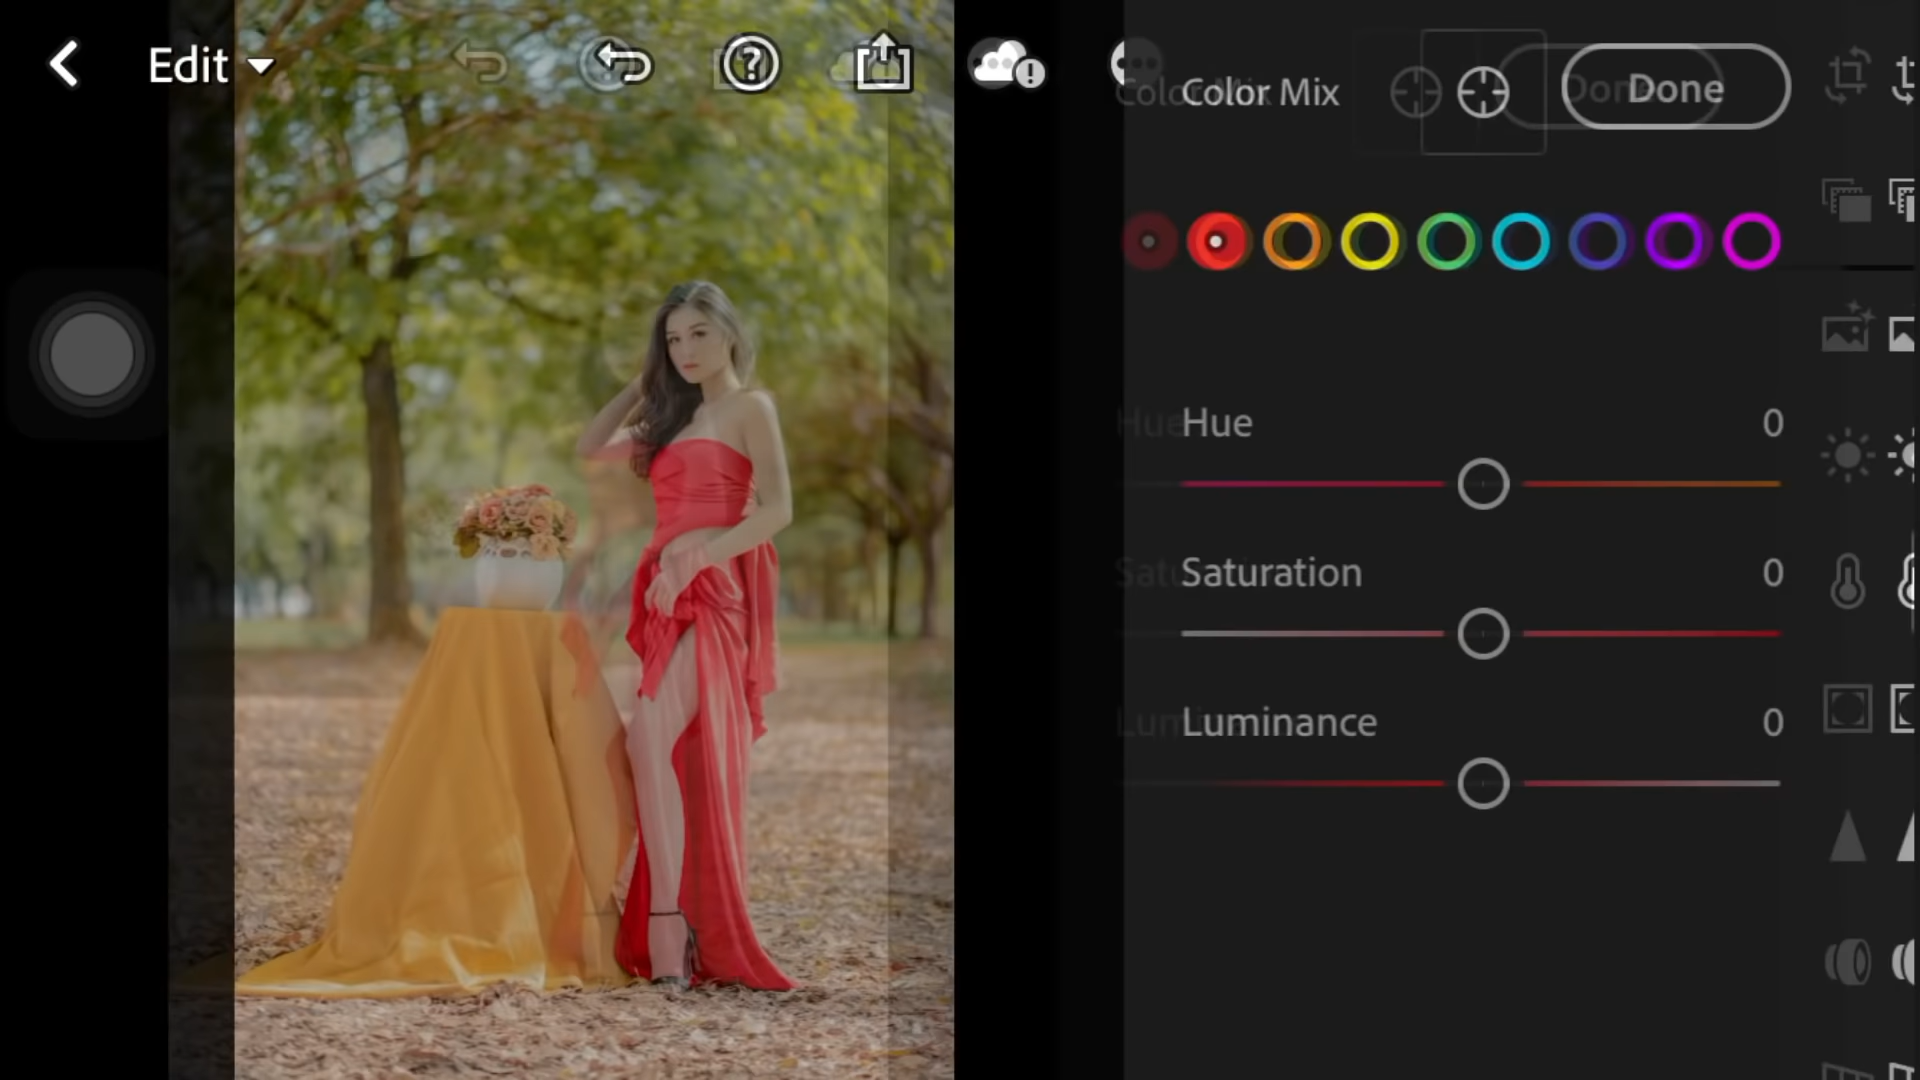 Edit
Color Mix
Done
Hue 0
Saturation 0
Luminance 0